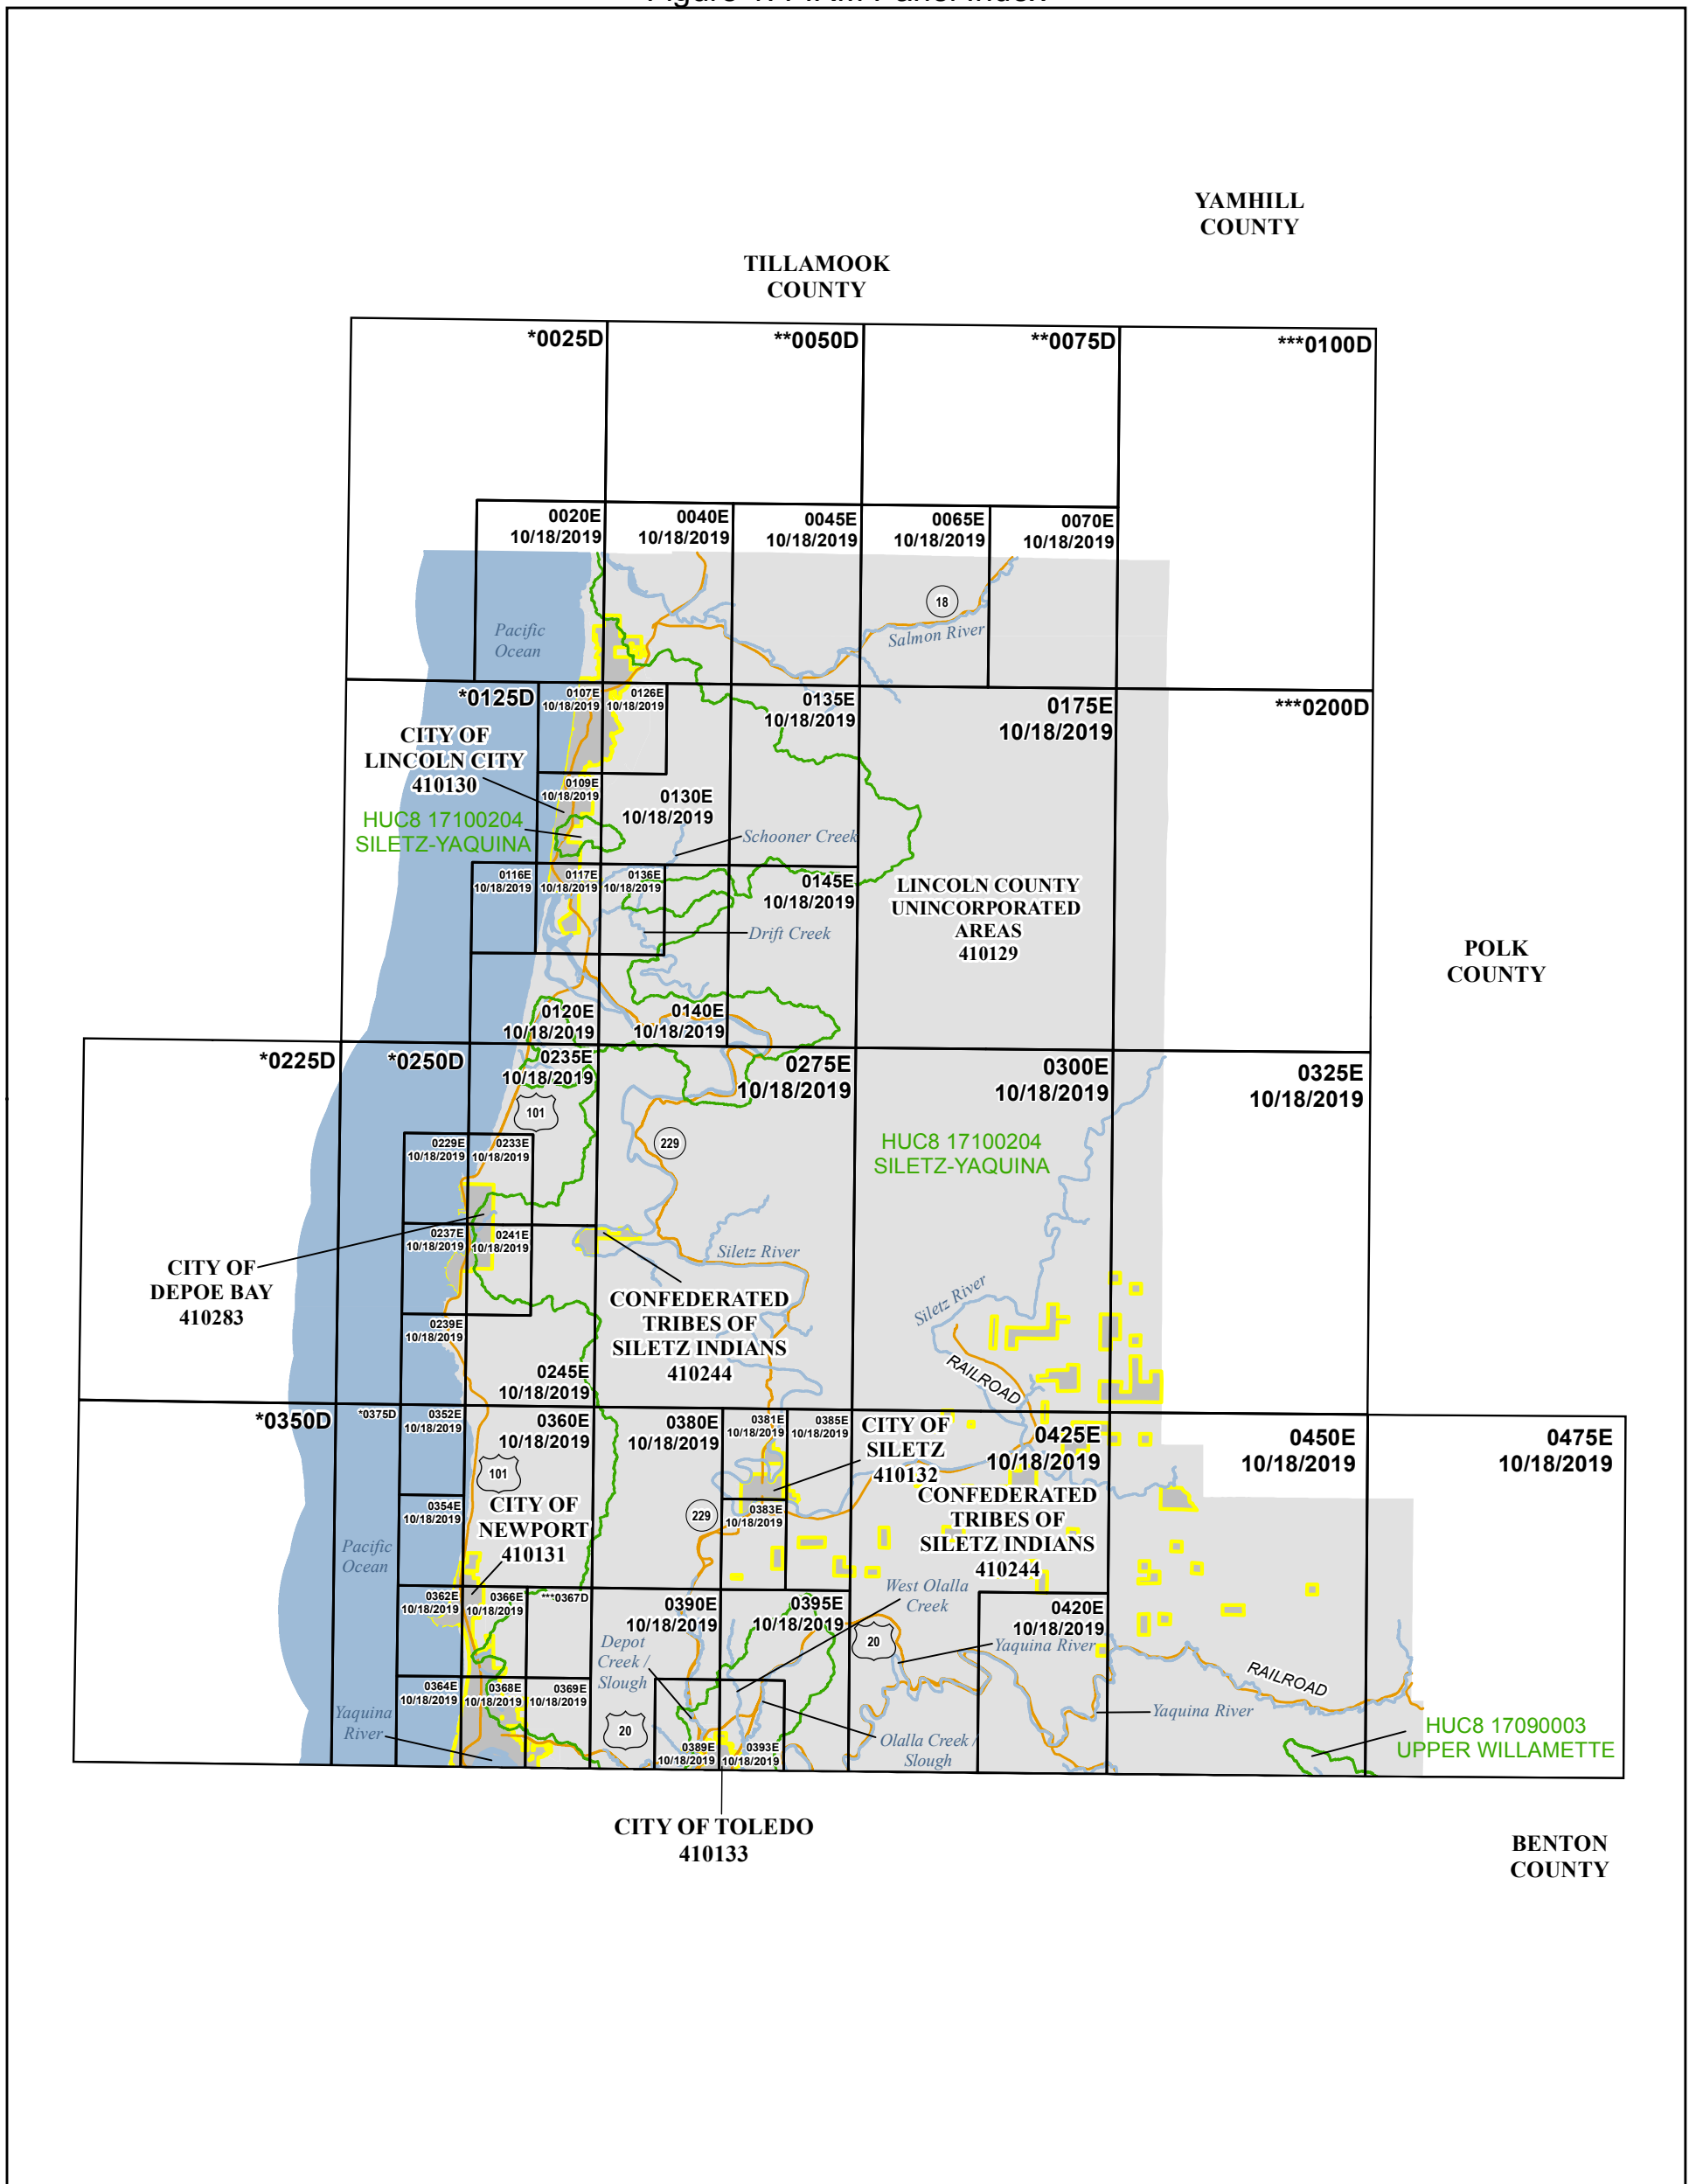 Figure 1: FIRM Panel Index
YAMHILL
COUNTY
TILLAMOOK
COUNTY
*0025D
**0050D
**0075D
***0100D
0020E
10/18/2019
0040E
10/18/2019
0045E
10/18/2019
0065E
10/18/2019
0070E
10/18/2019
18
Salmon River
Pacific
Ocean
*0125D
0107E
10/18/2019
0126E
10/18/2019
0135E
10/18/2019
0175E
10/18/2019
***0200D
CITY OF
LINCOLN CITY
410130
0109E
10/18/2019
0130E
10/18/2019
HUC8 17100204
SILETZ-YAQUINA
Schooner Creek
0116E
10/18/2019
0117E
10/18/2019
0136E
10/18/2019
0145E
10/18/2019
LINCOLN COUNTY
UNINCORPORATED
AREAS
410129
Drift Creek
POLK
COUNTY
0120E
10/18/2019
0140E
10/18/2019
*0225D
*0250D
0235E
10/18/2019
0275E
10/18/2019
0300E
10/18/2019
0325E
10/18/2019
101
229
0229E
10/18/2019
0233E
10/18/2019
HUC8 17100204
SILETZ-YAQUINA
0237E
10/18/2019
0241E
10/18/2019
Siletz River
CITY OF
DEPOE BAY
410283
CONFEDERATED
TRIBES OF
SILETZ INDIANS
410244
Siletz River
0239E
10/18/2019
0245E
10/18/2019
RAILROAD
*0350D
*0375D
0352E
10/18/2019
0360E
10/18/2019
0380E
10/18/2019
0381E
10/18/2019
0385E
10/18/2019
CITY OF
SILETZ
410132
0425E
10/18/2019
0450E
10/18/2019
0475E
10/18/2019
101
0354E
10/18/2019
CITY OF
NEWPORT
410131
229
0383E
10/18/2019
CONFEDERATED
TRIBES OF
SILETZ INDIANS
410244
Pacific
Ocean
0362E
10/18/2019
0366E
10/18/2019
***0367D
0390E
10/18/2019
0395E
10/18/2019
West Olalla
Creek
0420E
10/18/2019
Depot
Creek /
Slough
20
Yaquina River
0364E
10/18/2019
0368E
10/18/2019
0369E
10/18/2019
RAILROAD
Yaquina
River
20
Yaquina River
0389E
10/18/2019
0393E
10/18/2019
Olalla Creek /
Slough
HUC8 17090003
UPPER WILLAMETTE
CITY OF TOLEDO
410133
BENTON
COUNTY